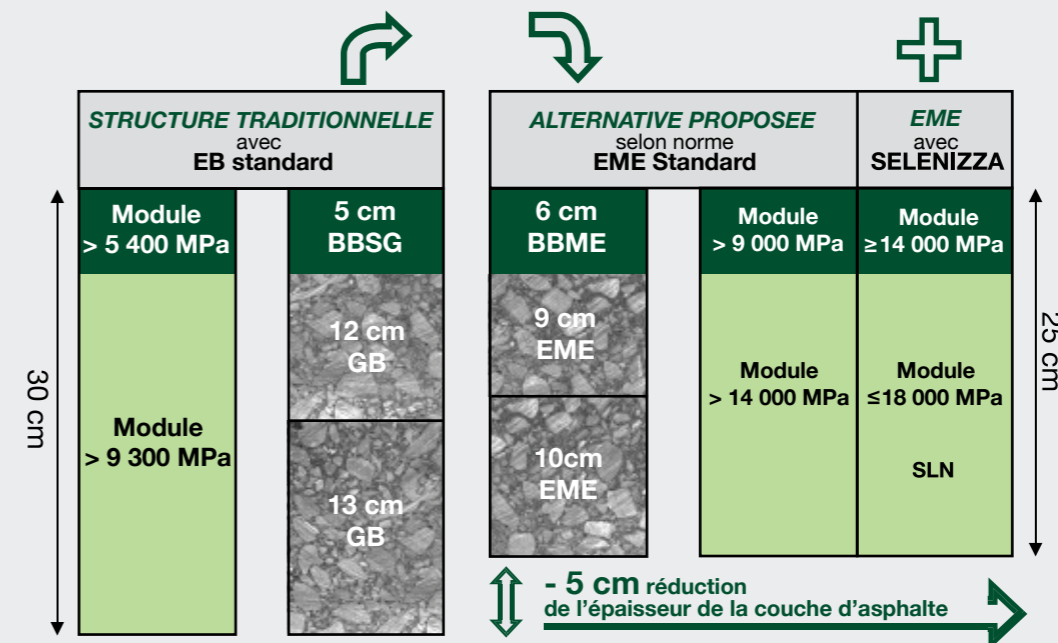 STRUCTURE TRADITIONNELLE
avec
EB standard
ALTERNATIVE PROPOSEE
selon norme
EME Standard
EME
avec
SELENIZZA
30 cm
Module
> 5 400 MPa
5 cm
BBSG
6 cm
BBME
Module
> 9 000 MPa
Module
≥14 000 MPa
12 cm
GB
9 cm
EME
Module
> 14 000 MPa
Module
≤18 000 MPa
SLN
25 cm
Module
> 9 300 MPa
13 cm
GB
10cm
EME
- 5 cm réduction
de l'épaisseur de la couche d'asphalte